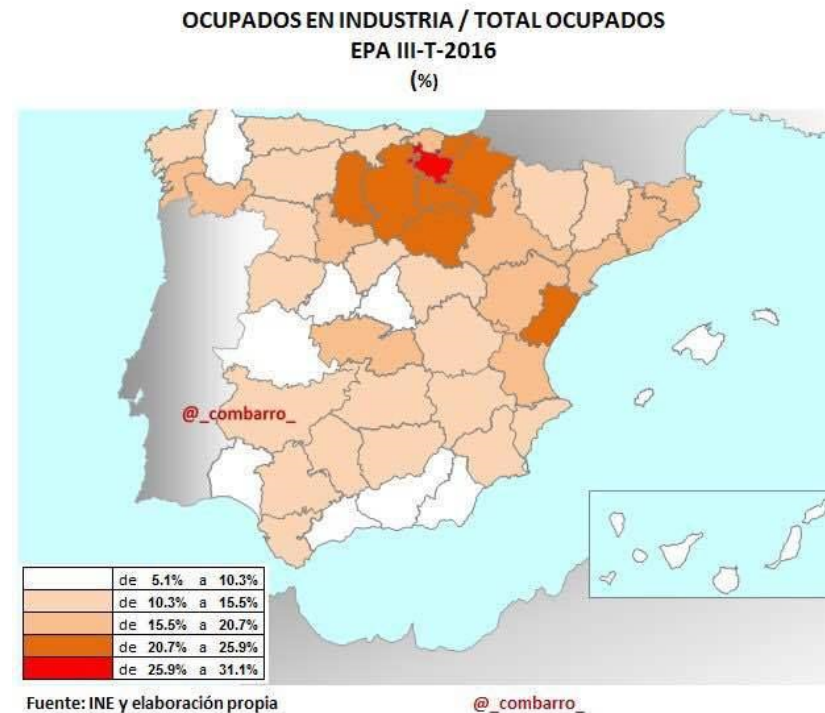 OCUPADOS EN INDUSTRIA / TOTAL OCUPADOS
EPA III-T-2016
(%)
@_combarro_
de 5.1% a 10.3%
de 10.3% a 15.5%
de 15.5% a 20.7%
de 20.7% a 25.9%
de 25.9% a 31.1%
Fuente: INE y elaboración propia
@_combarro_